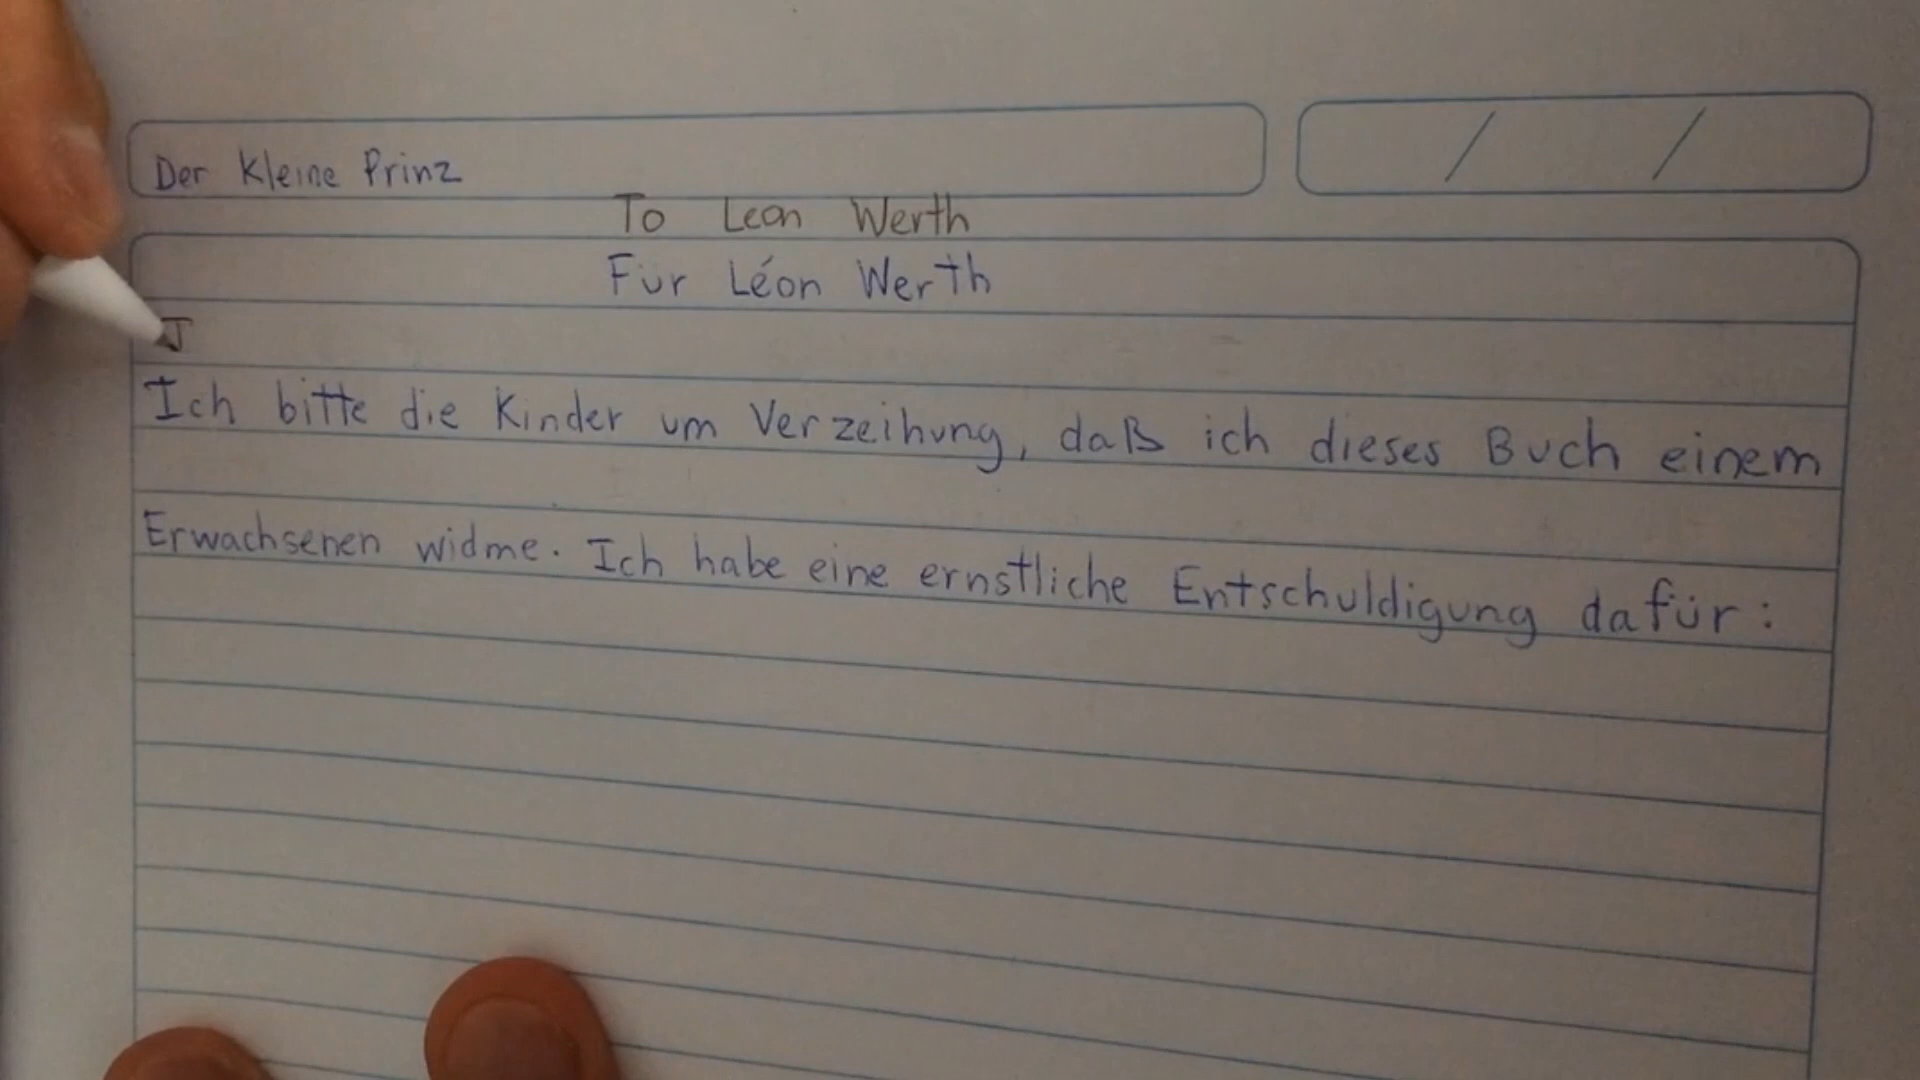 Der Kleine Prinz
To Leon Werth
Für Léon Werth
I
Ich bitte die Kinder um Verzeihung, daß ich dieses Buch einem
Erwachsenen widme. Ich habe eine ernstliche Entschuldigung dafür: